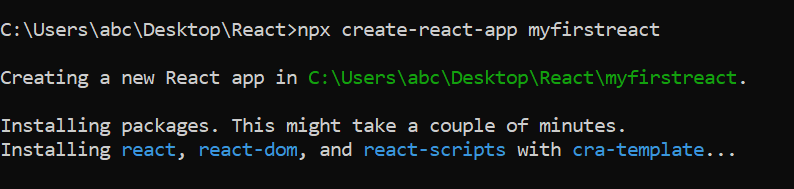 C:\Users\abc\Desktop\React>npx create-react-app myfirstreact
Creating a new React app in C:\Users\abc\Desktop\React\myfirstreact.
Installing packages. This might take a couple of minutes.
Installing react, react-dom, and react-scripts with cra-template...